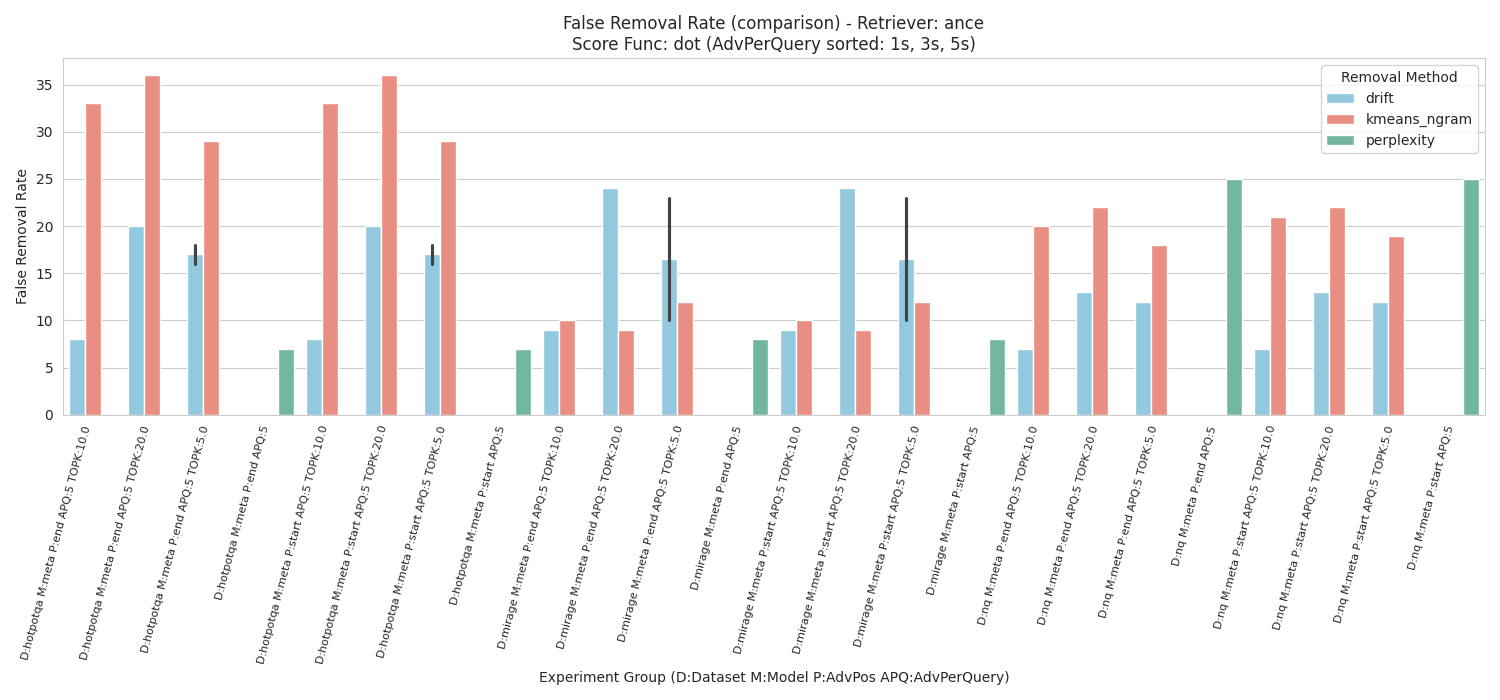 False Removal Rate (comparison) - Retriever: ance
Score Func: dot (AdvPerQuery sorted: 1s, 3s, 5s)
Removal Method
drift
kmeans_ngram
perplexity
False Removal Rate
35
30
25
20
15
10
5
0
D:hotpotqa M:meta P:end APQ:5 TOPK:10.0
D:hotpotqa M:meta P:end APQ:5 TOPK:20.0
D:hotpotqa M:meta P:end APQ:5 TOPK:5.0
D:hotpotqa M:meta P:end APQ:5
D:hotpotqa M:meta P:start APQ:5 TOPK:10.0
D:hotpotqa M:meta P:start APQ:5 TOPK:20.0
D:hotpotqa M:meta P:start APQ:5 TOPK:5.0
D:hotpotqa M:meta P:start APQ:5
D:mirage M:meta P:end APQ:5 TOPK:10.0
D:mirage M:meta P:end APQ:5 TOPK:20.0
D:mirage M:meta P:end APQ:5 TOPK:5.0
D:mirage M:meta P:end APQ:5
D:mirage M:meta P:start APQ:5 TOPK:10.0
D:mirage M:meta P:start APQ:5 TOPK:20.0
D:mirage M:meta P:start APQ:5 TOPK:5.0
D:mirage M:meta P:start APQ:5
D:nq M:meta P:end APQ:5 TOPK:10.0
D:nq M:meta P:end APQ:5 TOPK:20.0
D:nq M:meta P:end APQ:5 TOPK:5.0
D:nq M:meta P:end APQ:5
D:nq M:meta P:start APQ:5 TOPK:10.0
D:nq M:meta P:start APQ:5 TOPK:20.0
D:nq M:meta P:start APQ:5 TOPK:5.0
D:nq M:meta P:start APQ:5
Experiment Group (D:Dataset M:Model P:AdvPos APQ:AdvPerQuery)